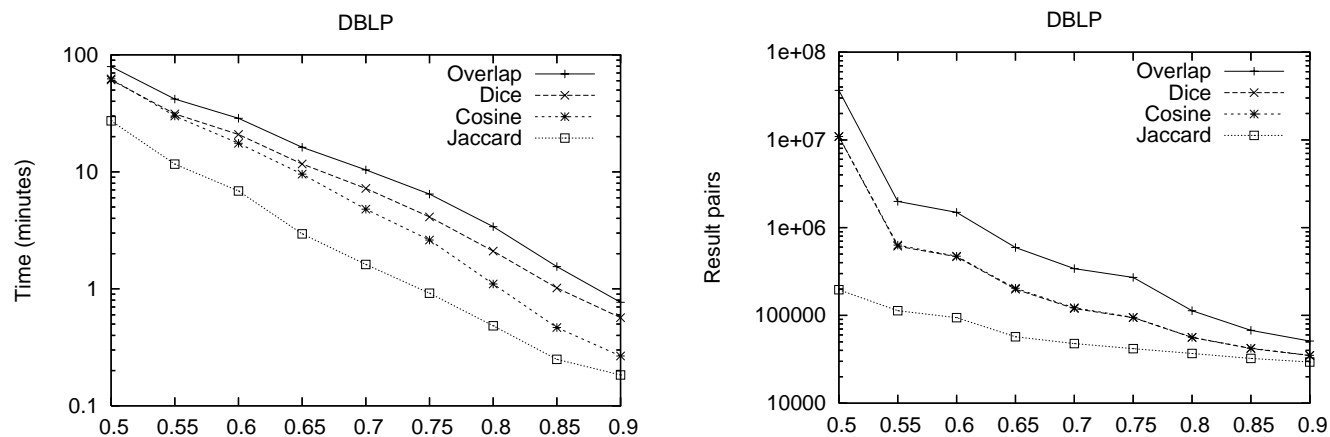 DBLP
100
10
1
0.1
Time (minutes)
Overlap
Dice
Cosine
Jaccard
0.5 0.55 0.6 0.65 0.7 0.75 0.8 0.85 0.9
DBLP
1e+08
1e+07
1e+06
100000
10000
Result pairs
Overlap
Dice
Cosine
Jaccard
0.5 0.55 0.6 0.65 0.7 0.75 0.8 0.85 0.9